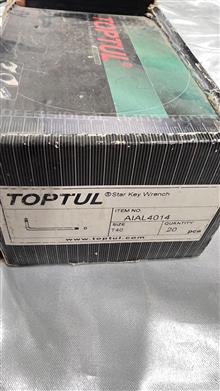 TOPTUL
TOPTUL ® Star Key Wrench
ITEM NO.
AIAL4014
SIZE QUANTITY
T40 20 pcs
www.toptul.com